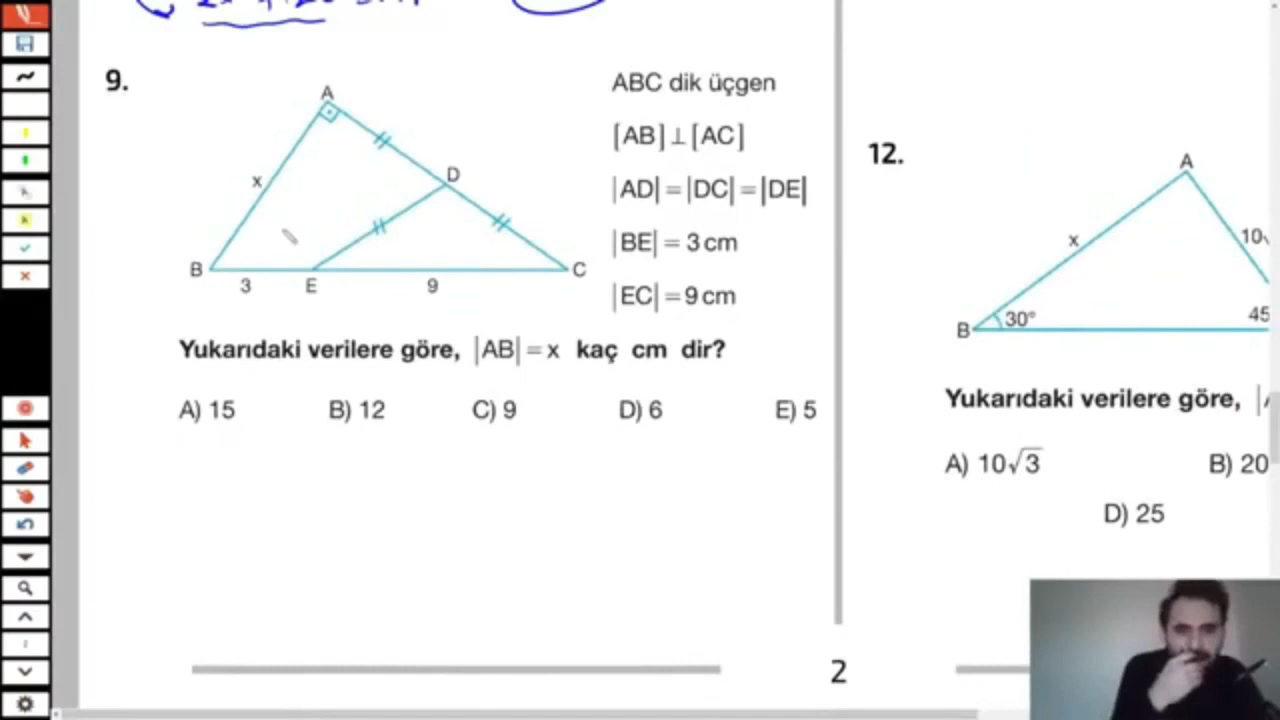 9.
A
x
D
B
3
E
9
C
ABC dik üçgen
[AB]⊥[AC]
|AD|=|DC|=|DE|
|BE|=3 cm
|EC|=9 cm
Yukarıdaki verilere göre, |AB|=x kaç cm dir?
A) 15 B) 12 C) 9 D) 6 E) 5
12.
A
x
10
B
30°
45
Yukarıdaki verilere göre,
A) 10√3 B) 20
D) 25
2